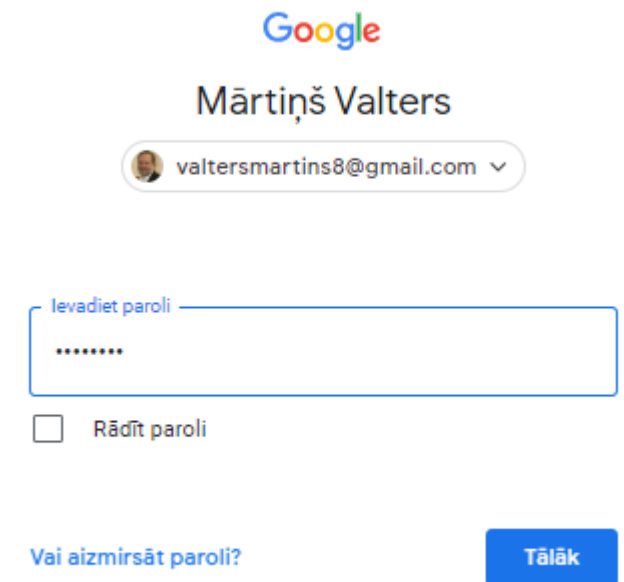 Google
Mārtiņš Valters
valtersmartins8@gmail.com
Ievadiet paroli
••••••••
Rādīt paroli
Vai aizmirsāt paroli?
Tālāk